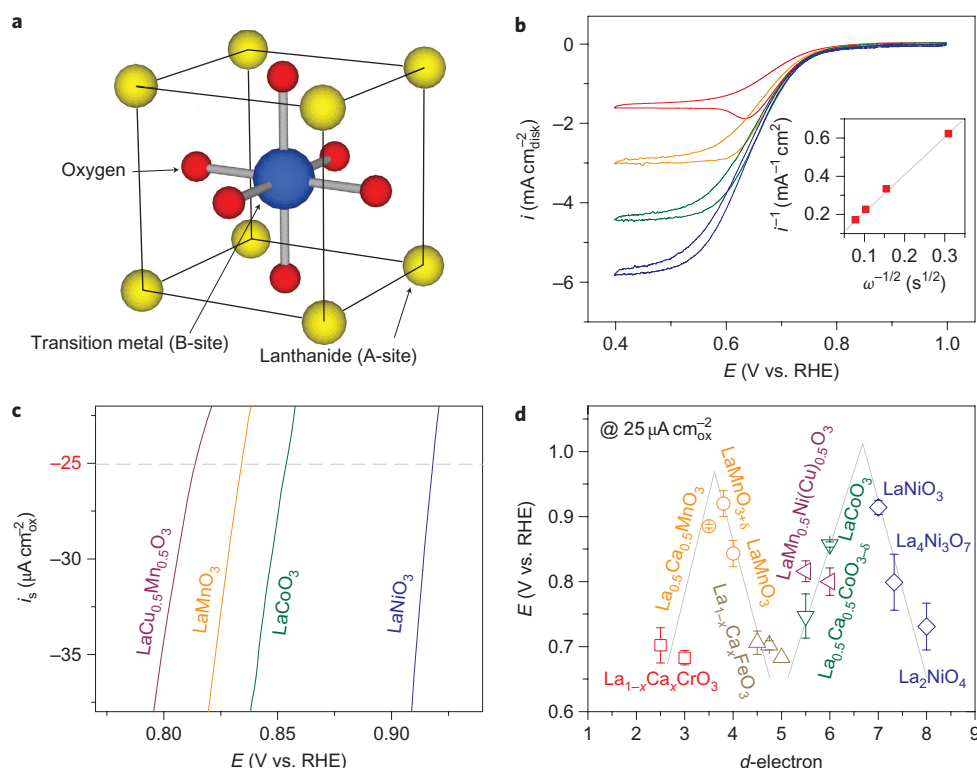 a
Oxygen
Transition metal (B-site)
Lanthanide (A-site)
b
0
−2
−4
−6
i (mA cm⁻²disk)
0.4
0.6
0.8
1.0
E (V vs. RHE)
0.6
0.4
0.2
i⁻¹ (mA⁻¹ cm²)
0.1
0.2
0.3
ω⁻¹/² (s¹/²)
c
−25
−30
−35
iₛ (μA cm⁻²ox)
LaCu0.5Mn0.5O3
LaMnO3
LaCoO3
LaNiO3
0.80
0.85
0.90
E (V vs. RHE)
d
@ 25 μA cm⁻²ox
1.0
0.9
0.8
0.7
0.6
E (V vs. RHE)
La1−xCaxCrO3
La0.5Ca0.5MnO3
LaMnO3+δ
LaMnO3
La1−xCaxFeO3
LaMn0.5Ni(Cu)0.5O3
LaCoO3
La0.5Ca0.5CoO3−δ
LaNiO3
La4Ni3O7
La2NiO4
1
2
3
4
5
6
7
8
9
d-electron